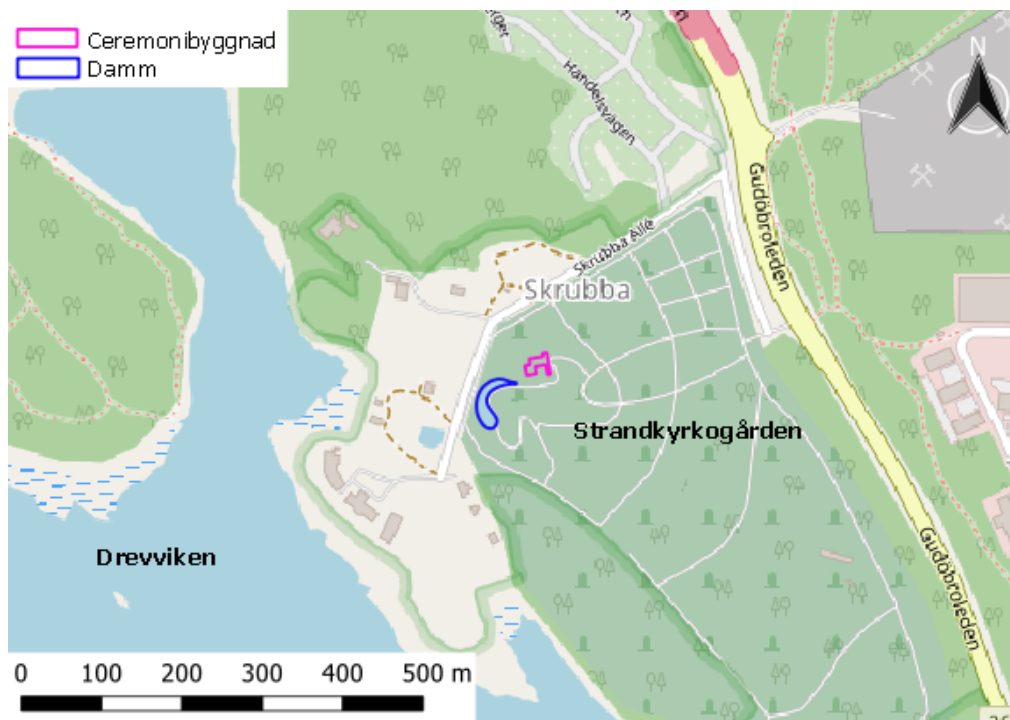 Ceremonibyggnad
Damm
N
Handelsvägen
Gudöbroleden
Skrubba Allé
Skrubba
Strandkyrkogården
Drevviken
Gudöbroleden
0 100 200 300 400 500 m